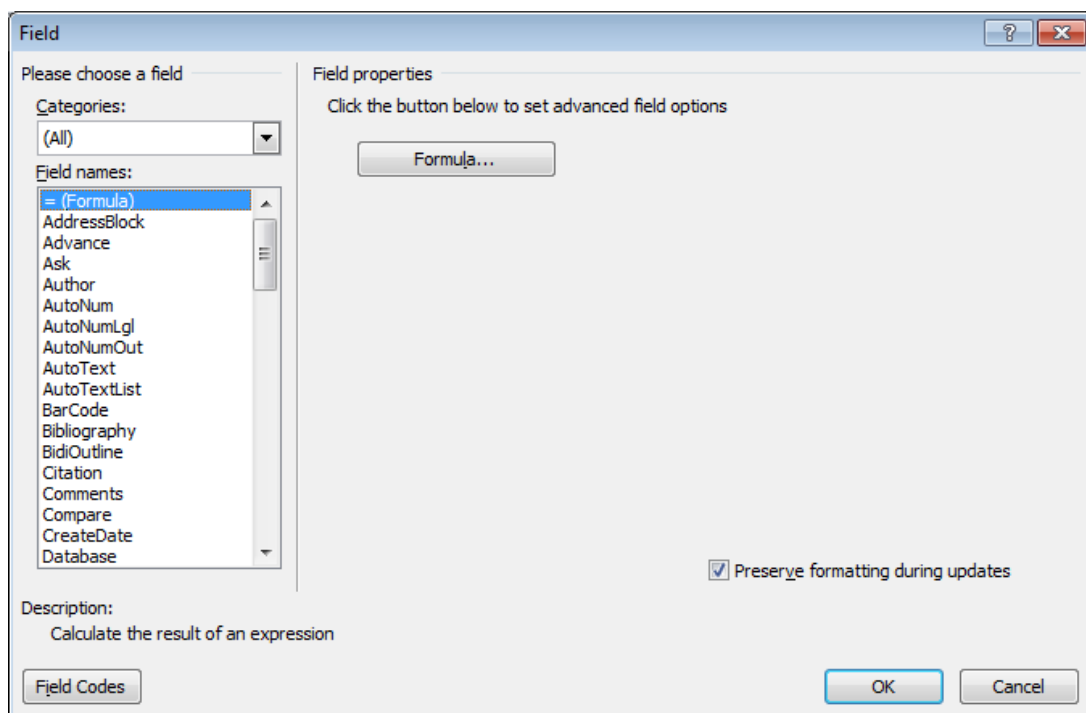 Field
Please choose a field
Categories:
(All)
Field names:
= (Formula)
AddressBlock
Advance
Ask
Author
AutoNum
AutoNumLgl
AutoNumOut
AutoText
AutoTextList
BarCode
Bibliography
BidiOutline
Citation
Comments
Compare
CreateDate
Database
Field properties
Click the button below to set advanced field options
Formula...
Preserve formatting during updates
Description:
Calculate the result of an expression
Field Codes
OK
Cancel